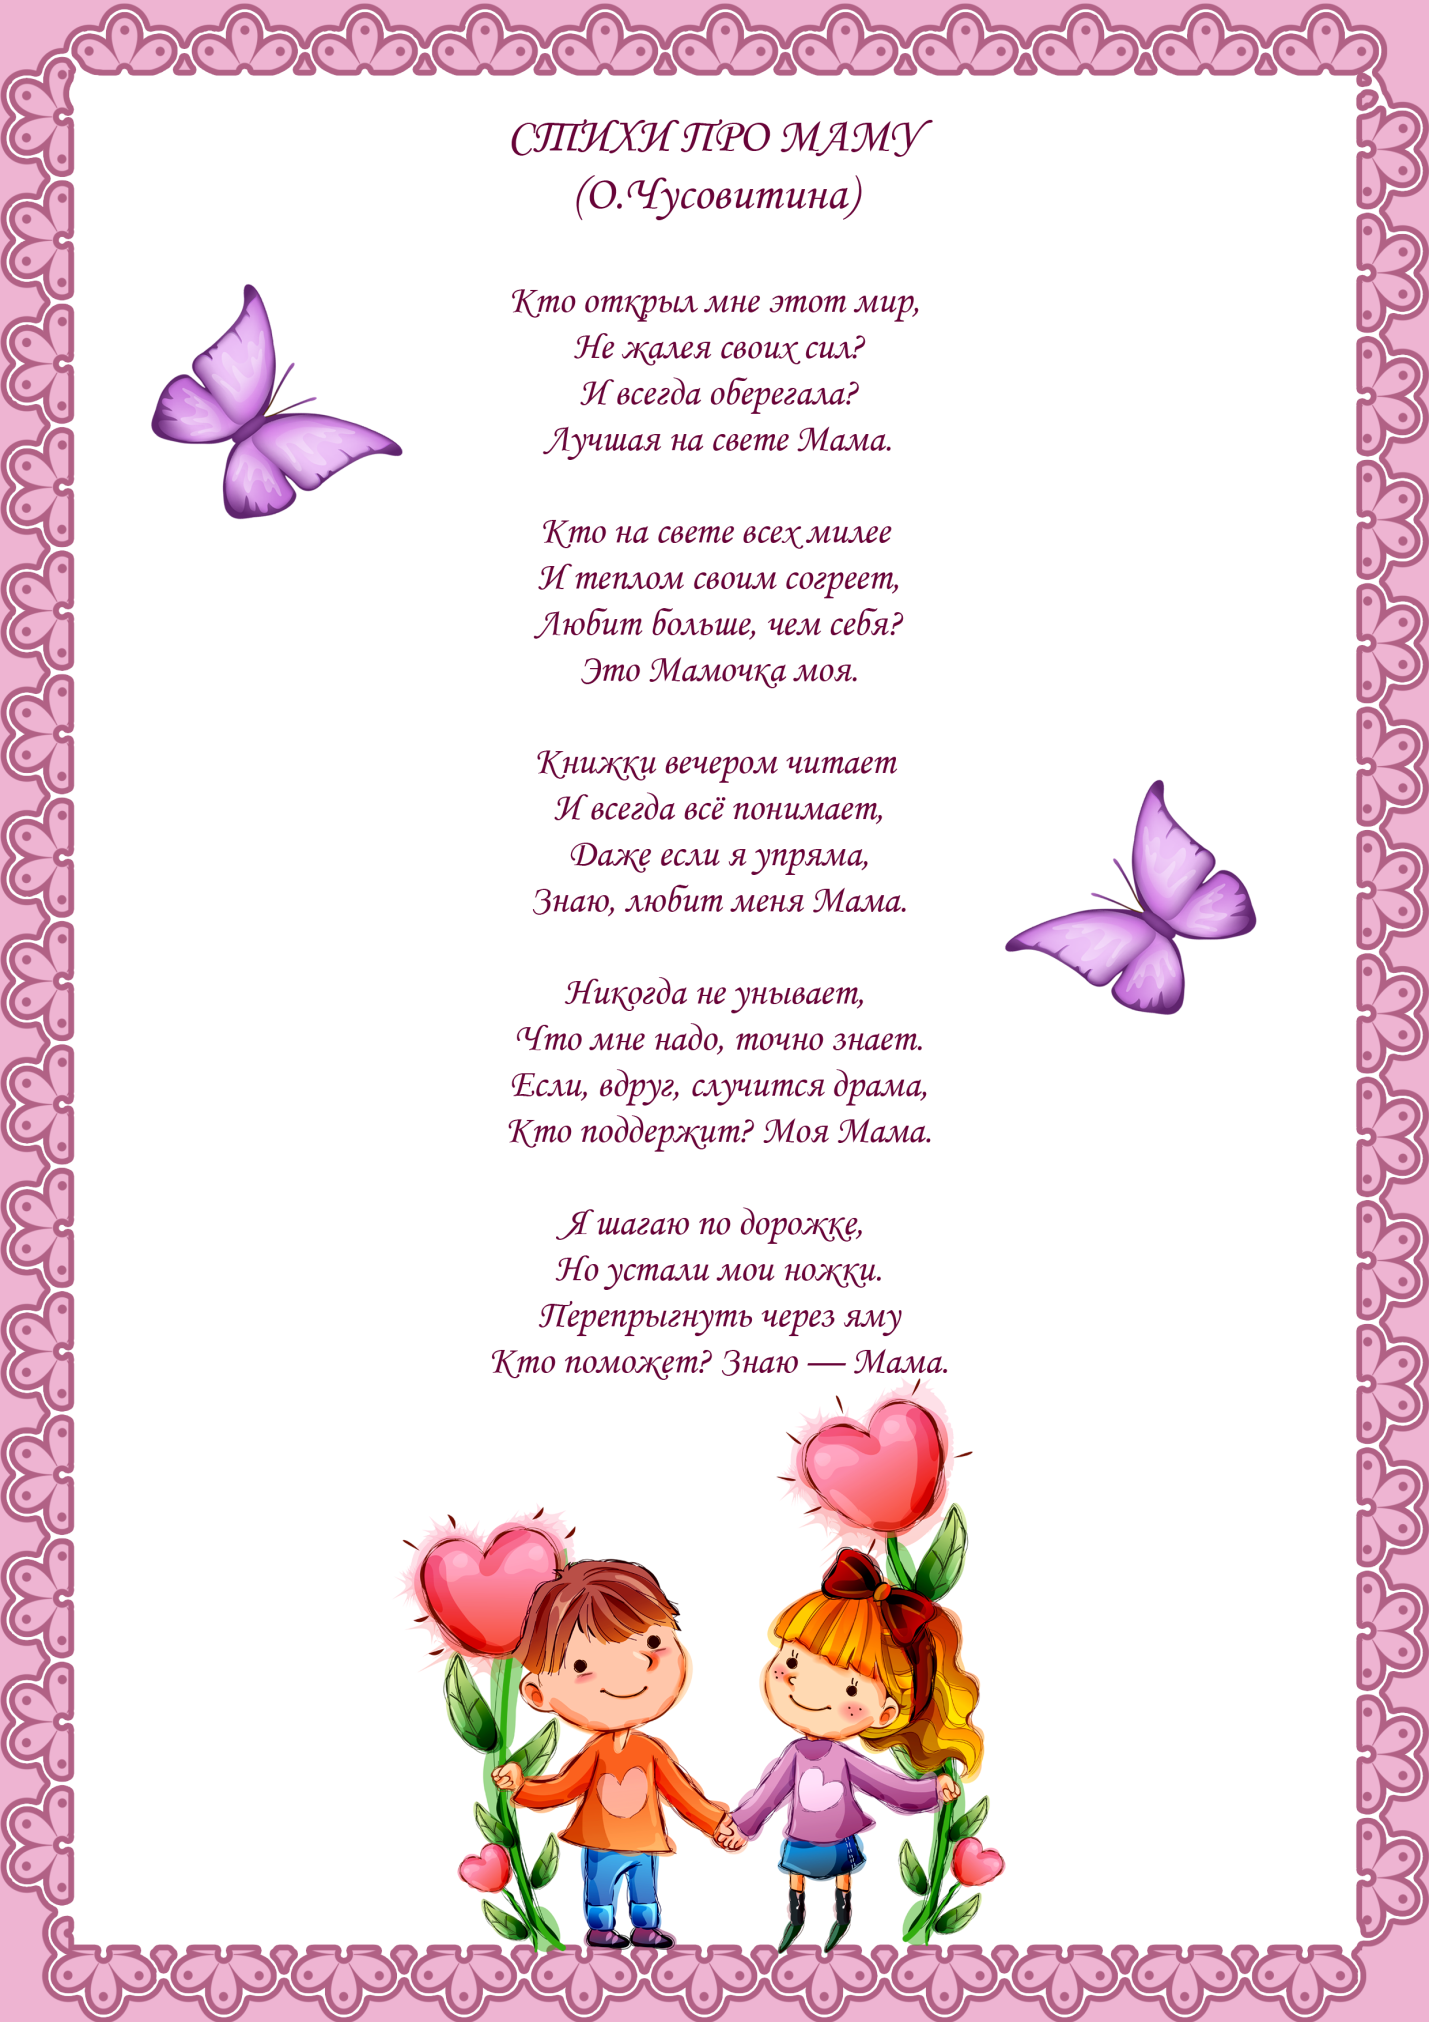 СТИХИ ПРО МАМУ
(О.Чусовитина)
Кто открыл мне этот мир,
Не жалея своих сил?
И всегда оберегала?
Лучшая на свете Мама.
Кто на свете всех милее
И теплом своим согреет,
Любит больше, чем себя?
Это Мамочка моя.
Книжки вечером читает
И всегда всё понимает,
Даже если я упряма,
Знаю, любит меня Мама.
Никогда не унывает,
Что мне надо, точно знает.
Если, вдруг, случится драма,
Кто поддержит? Моя Мама.
Я шагаю по дорожке,
Но устали мои ножки.
Перепрыгнуть через яму
Кто поможет? Знаю — Мама.